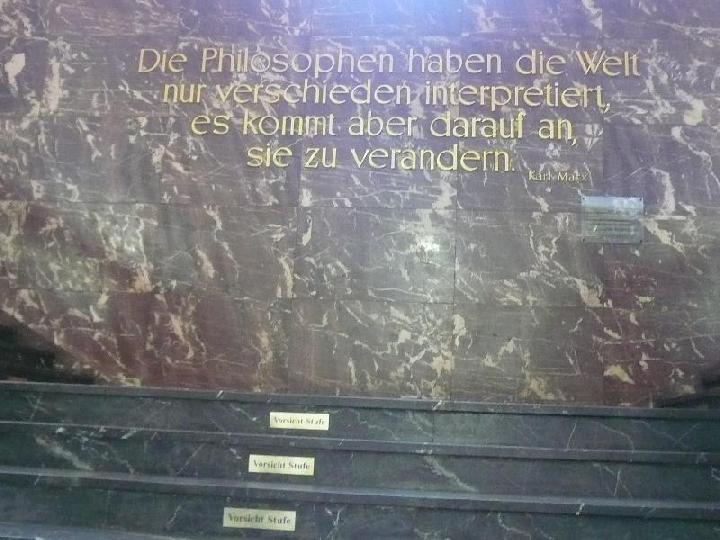 Die Philosophen haben die Welt
nur verschieden interpretiert,
es kommt aber darauf an,
sie zu verändern.
Karl Marx
Vorsicht Stufe
Vorsicht Stufe
Vorsicht Stufe